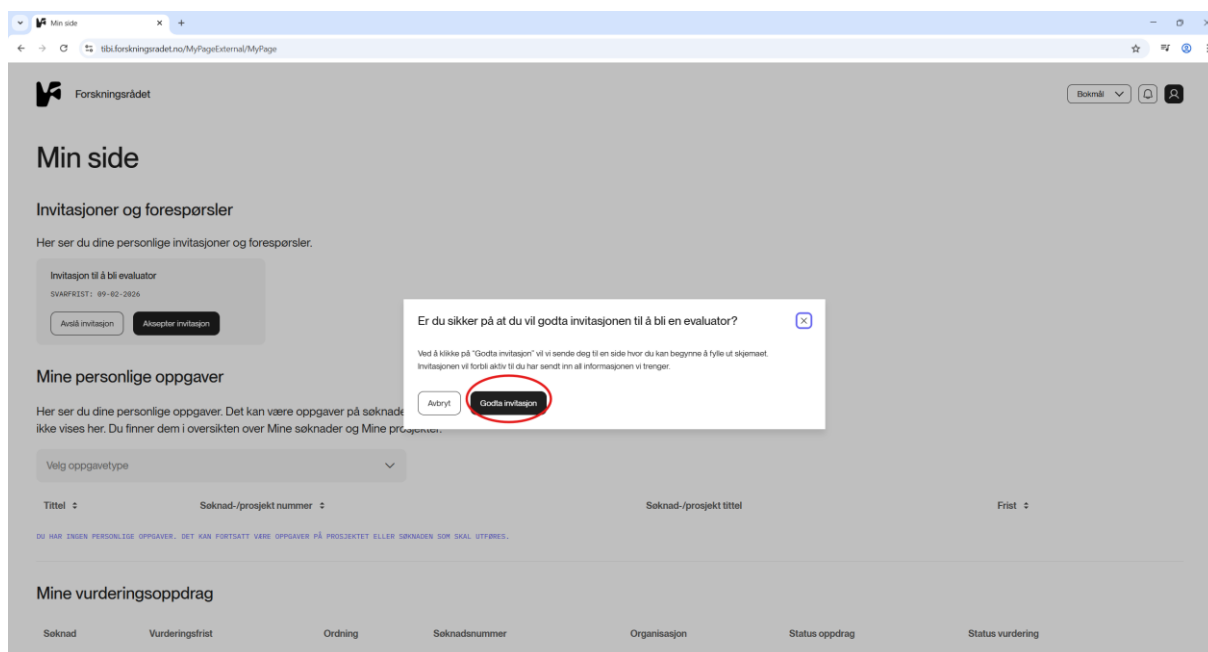 Min side
tibi.forskningsradet.no/MyPageExternal/MyPage
Forskningsrådet
Bokmål
Min side
Invitasjoner og forespørsler
Her ser du dine personlige invitasjoner og forespørsler.
Invitasjon til å bli evaluator
SVARFRIST: 09-02-2026
Avslå invitasjon
Aksepter invitasjon
Er du sikker på at du vil godta invitasjonen til å bli en evaluator?
Ved å klikke på "Godta invitasjon" vil vi sende deg til en side hvor du kan begynne å fylle ut skjemaet.
Invitasjonen vil forbli aktiv til du har sendt inn all informasjonen vi trenger.
Avbryt
Godta invitasjon
Mine personlige oppgaver
Her ser du dine personlige oppgaver. Det kan være oppgaver på søknade
ikke vises her. Du finner dem i oversikten over Mine søknader og Mine prosjekter.
Velg oppgavetype
Tittel Søknad-/prosjekt nummer Søknad-/prosjekt tittel Frist
DU HAR INGEN PERSONLIGE OPPGAVER. DET KAN FORTSATT VÆRE OPPGAVER PÅ PROSJEKTET ELLER SØKNADEN SOM SKAL UTFØRES.
Mine vurderingsoppdrag
Søknad Vurderingsfrist Ordning Søknadsnummer Organisasjon Status oppdrag Status vurdering